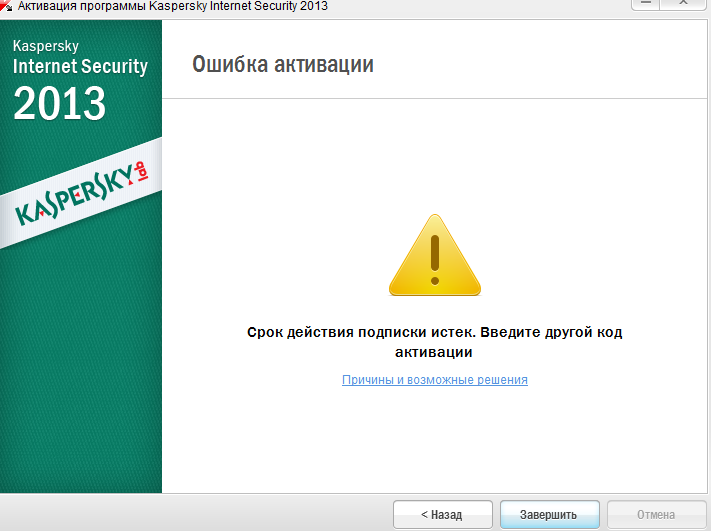 Активация программы Kaspersky Internet Security 2013
Kaspersky
Internet Security
2013
KASPERSKY lab
Ошибка активации
Срок действия подписки истек. Введите другой код
активации
Причины и возможные решения
< Назад
Завершить
Отмена